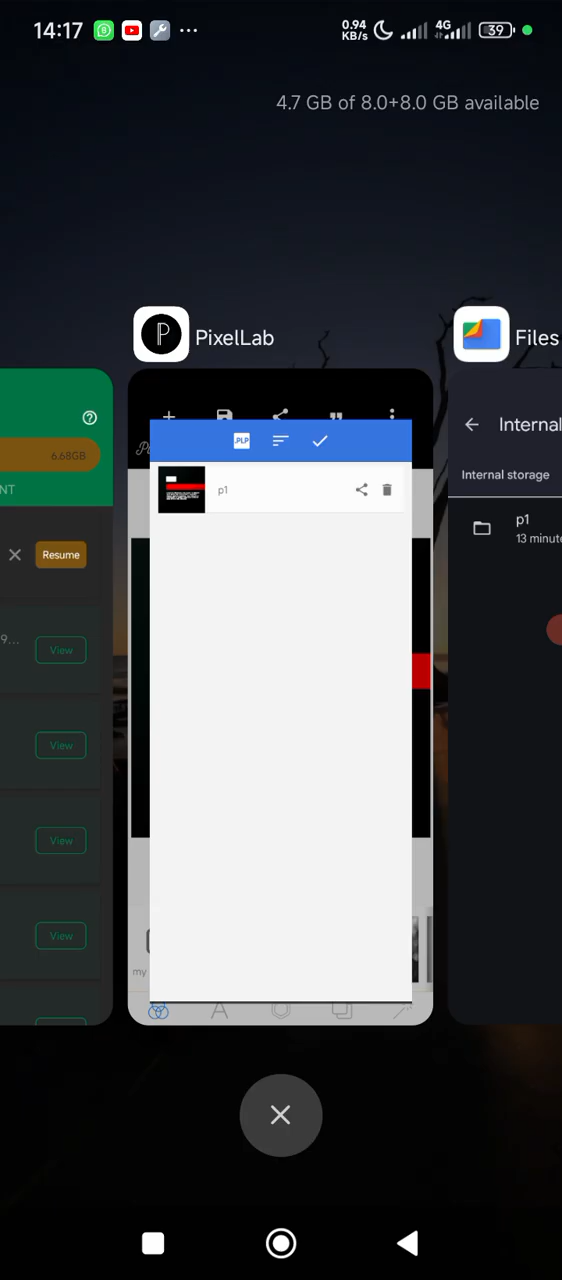 14:17
0.94
KB/s
4G
39
4.7 GB of 8.0+8.0 GB available
PixelLab
Files
6.68GB
NT
Resume
9...
View
View
View
View
.PLP
p1
my
A
Internal
Internal storage
p1
13 minute